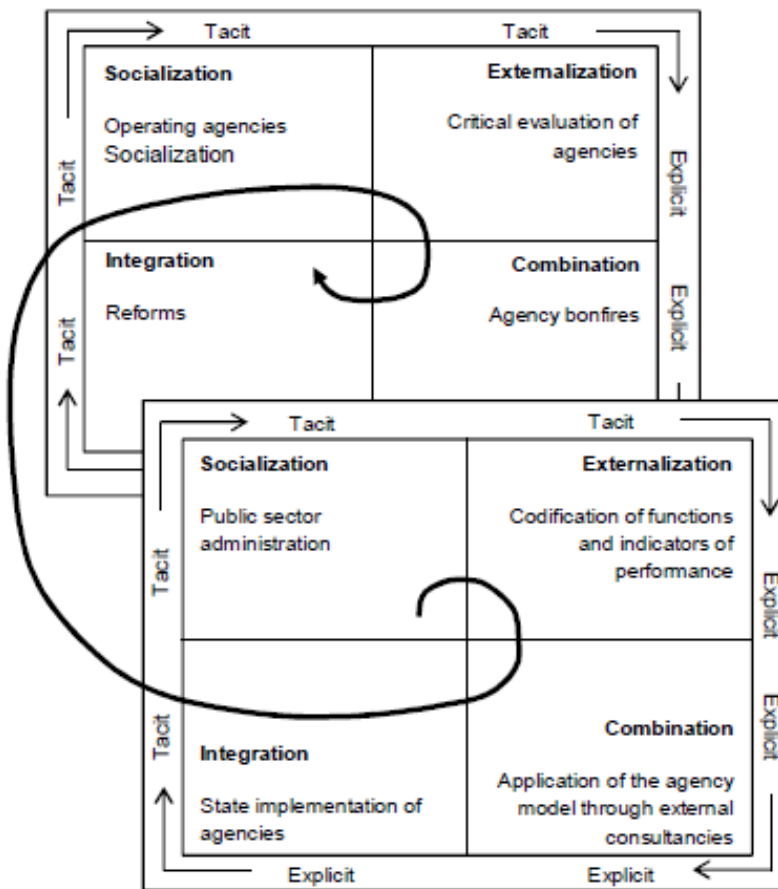 Tacit Tacit
Socialization Externalization
Operating agencies Critical evaluation of
Socialization agencies
Tacit Explicit
Integration Combination
Reforms Agency bonfires
Tacit Explicit
Tacit Tacit
Socialization Externalization
Public sector Codification of functions
administration and indicators of
performance
Tacit Explicit
Integration Combination
State implementation of Application of the agency
agencies model through external
consultancies
Tacit Explicit
Explicit Explicit